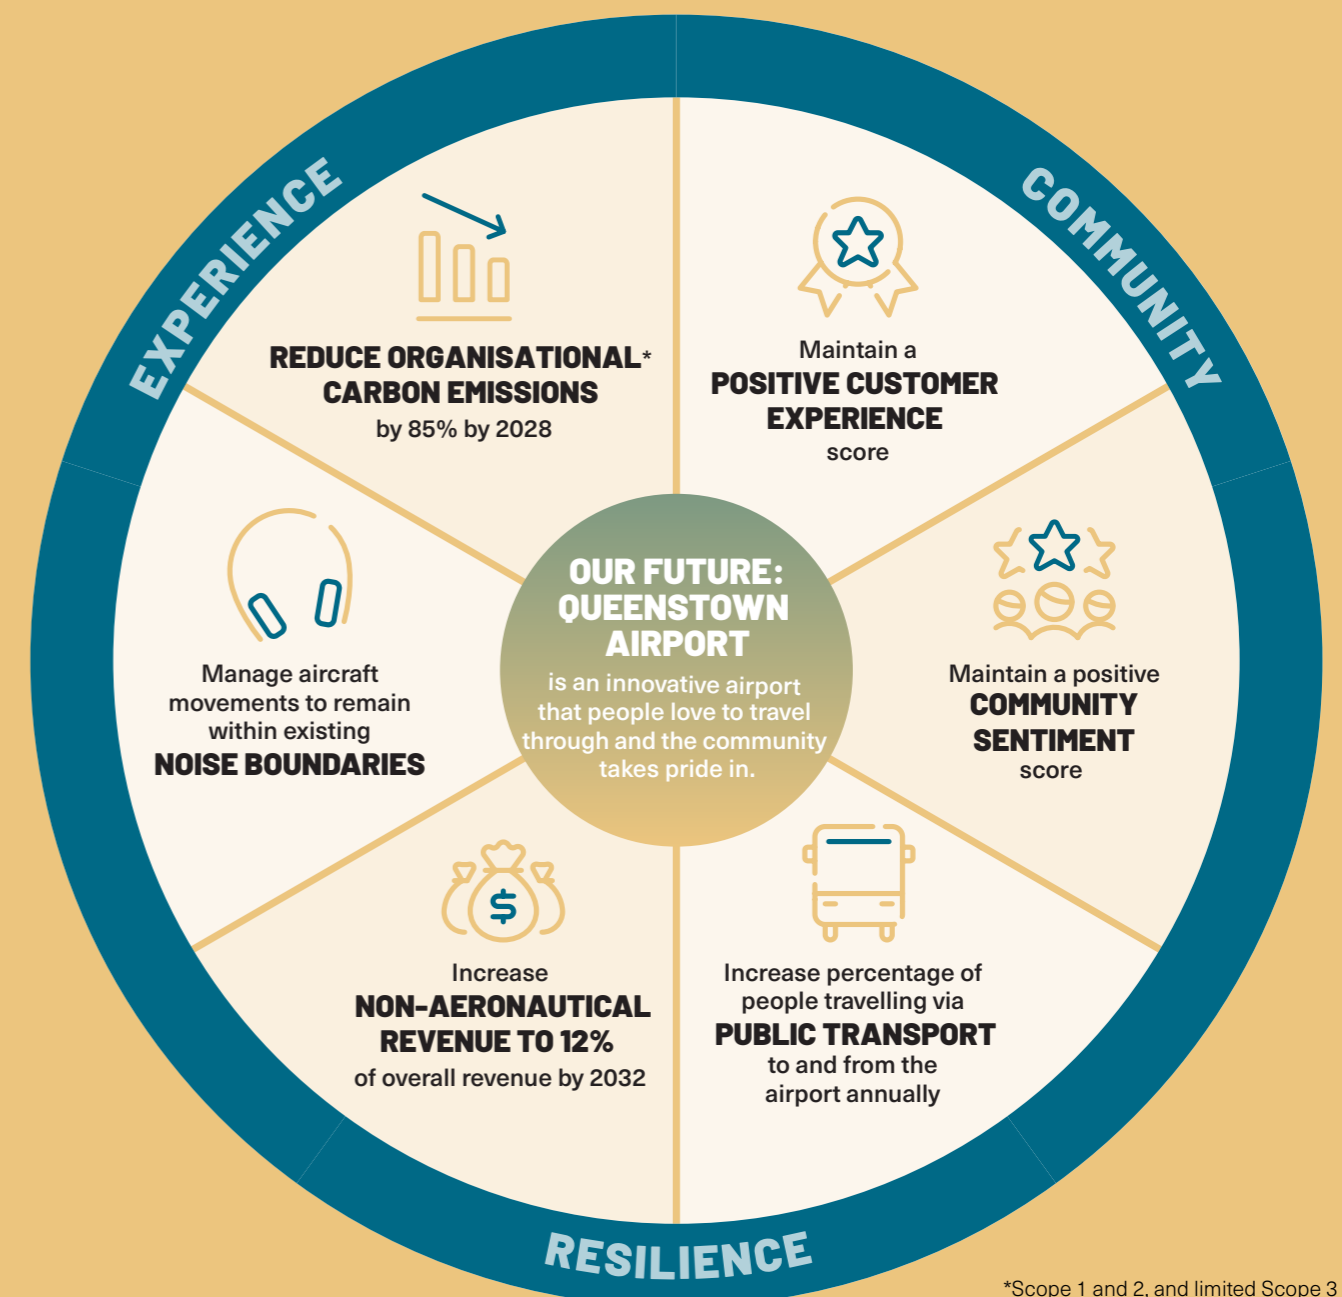 EXPERIENCE
COMMUNITY
REDUCE ORGANISATIONAL*
CARBON EMISSIONS
by 85% by 2028
Maintain a
POSITIVE CUSTOMER
EXPERIENCE
score
Manage aircraft
movements to remain
within existing
NOISE BOUNDARIES
OUR FUTURE:
QUEENSTOWN
AIRPORT
is an innovative airport
that people love to travel
through and the community
takes pride in.
Maintain a positive
COMMUNITY
SENTIMENT
score
$
Increase
NON-AERONAUTICAL
REVENUE TO 12%
of overall revenue by 2032
Increase percentage of
people travelling via
PUBLIC TRANSPORT
to and from the
airport annually
RESILIENCE
*Scope 1 and 2, and limited Scope 3